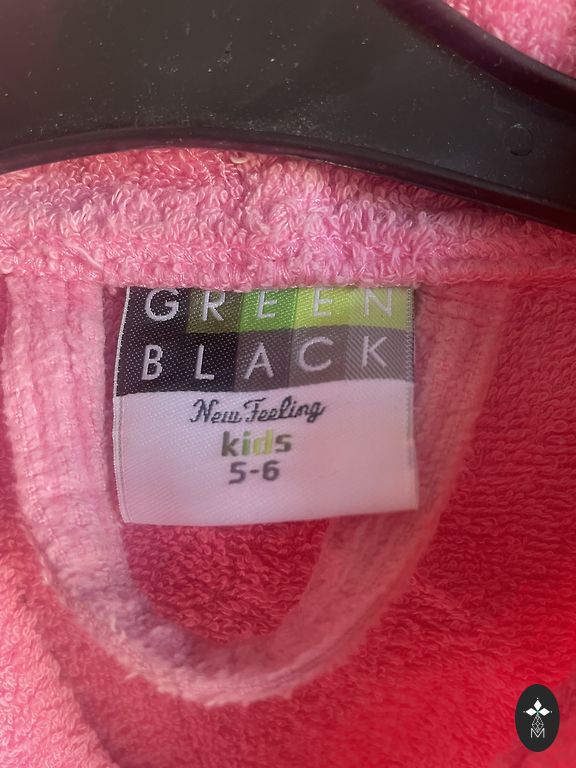 GREEN
BLACK
New Feeling
kids
5-6
M